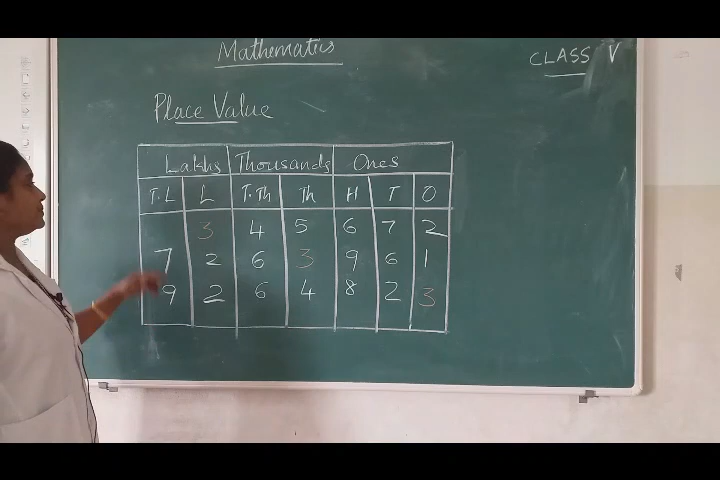 Mathematics
CLASS V
Place Value
Lakhs Thousands Ones
T.L L T.Th Th H T O
3 4 5 6 7 2
7 2 6 3 9 6 1
9 2 6 4 8 2 3